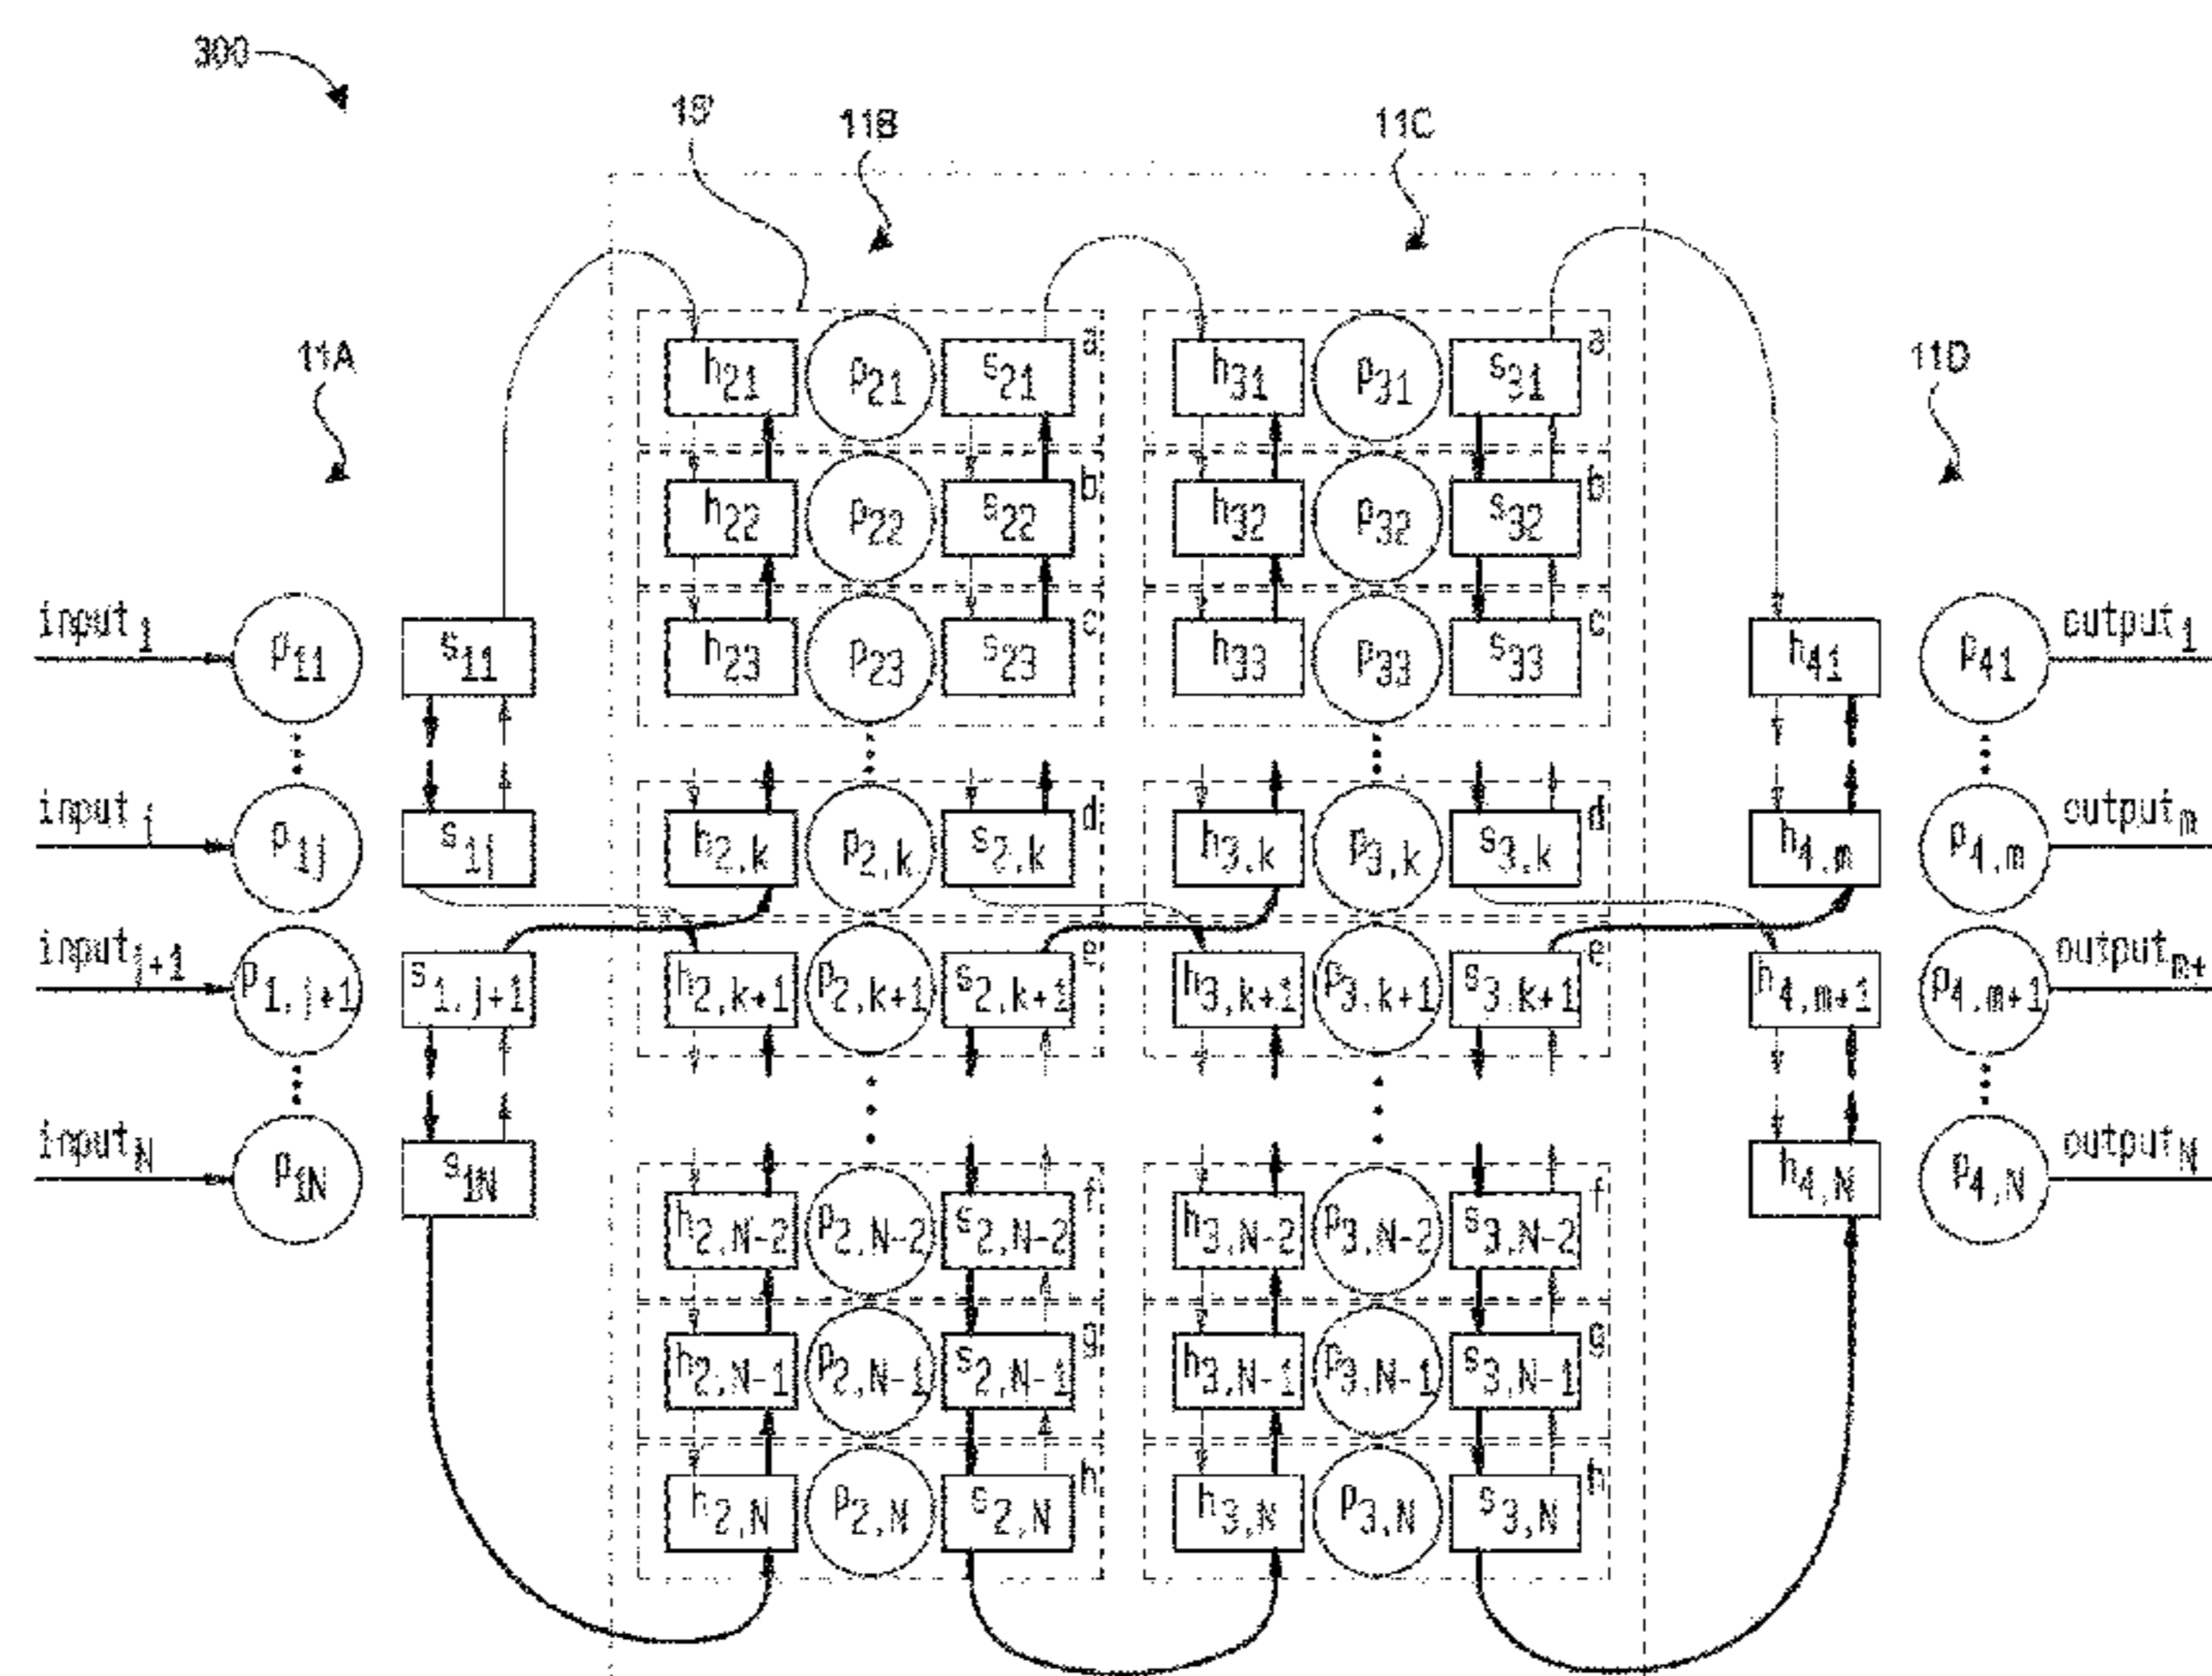 300
15'
11B
11C
11A
11D
h21 p21 s21 a h31 p31 s31 a
h22 p22 s22 b h32 p32 s32 b
input1 p11 s11 h23 p23 s23 c h33 p33 s33 c h41 p41 output1
inputj p1j s1j h2,k p2,k s2,k d h3,k p3,k s3,k d h4,m p4,m outputm
inputj+1 p1,j+1 s1,j+1 h2,k+1 p2,k+1 s2,k+1 e h3,k+1 p3,k+1 s3,k+1 e h4,m+1 p4,m+1 outputm+
inputN p1N s1N h4,N p4,N outputN
h2,N-2 p2,N-2 s2,N-2 f h3,N-2 p3,N-2 s3,N-2 f
h2,N-1 p2,N-1 s2,N-1 g h3,N-1 p3,N-1 s3,N-1 g
h2,N p2,N s2,N h h3,N p3,N s3,N h